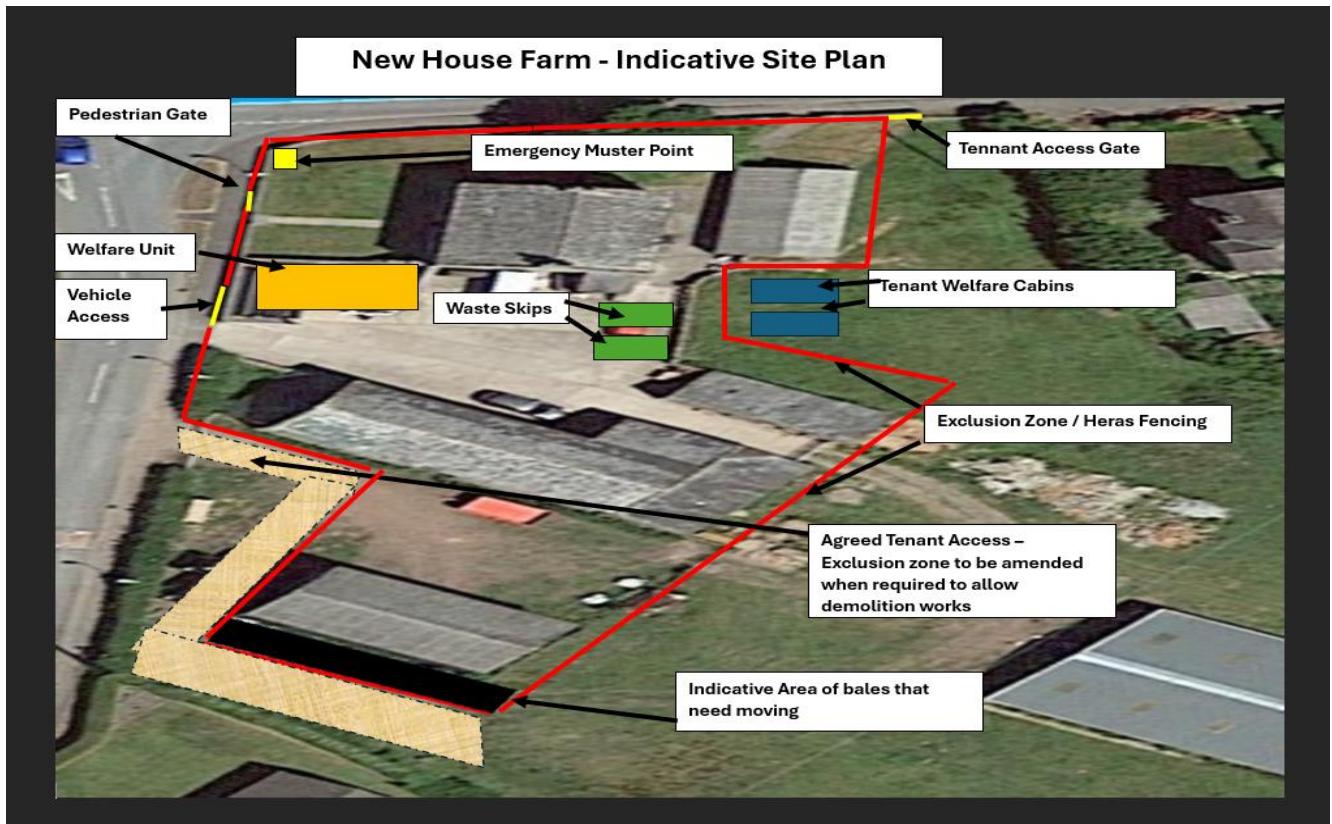 New House Farm - Indicative Site Plan
Pedestrian Gate
Emergency Muster Point
Tennant Access Gate
Welfare Unit
Vehicle
Access
Waste Skips
Tenant Welfare Cabins
Exclusion Zone / Heras Fencing
Agreed Tenant Access –
Exclusion zone to be amended
when required to allow
demolition works
Indicative Area of bales that
need moving